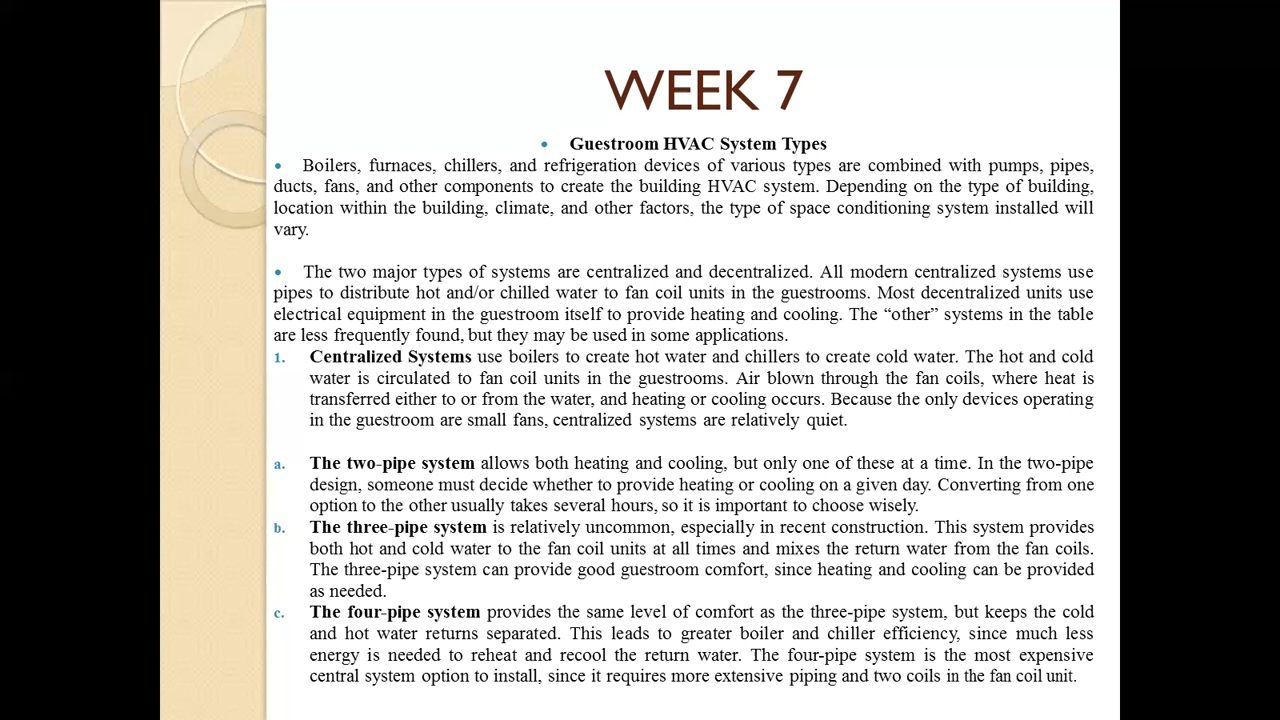 WEEK 7
• Guestroom HVAC System Types
• Boilers, furnaces, chillers, and refrigeration devices of various types are combined with pumps, pipes,
ducts, fans, and other components to create the building HVAC system. Depending on the type of building,
location within the building, climate, and other factors, the type of space conditioning system installed will
vary.
• The two major types of systems are centralized and decentralized. All modern centralized systems use
pipes to distribute hot and/or chilled water to fan coil units in the guestrooms. Most decentralized units use
electrical equipment in the guestroom itself to provide heating and cooling. The “other” systems in the table
are less frequently found, but they may be used in some applications.
1. Centralized Systems use boilers to create hot water and chillers to create cold water. The hot and cold
water is circulated to fan coil units in the guestrooms. Air blown through the fan coils, where heat is
transferred either to or from the water, and heating or cooling occurs. Because the only devices operating
in the guestroom are small fans, centralized systems are relatively quiet.
a. The two-pipe system allows both heating and cooling, but only one of these at a time. In the two-pipe
design, someone must decide whether to provide heating or cooling on a given day. Converting from one
option to the other usually takes several hours, so it is important to choose wisely.
b. The three-pipe system is relatively uncommon, especially in recent construction. This system provides
both hot and cold water to the fan coil units at all times and mixes the return water from the fan coils.
The three-pipe system can provide good guestroom comfort, since heating and cooling can be provided
as needed.
c. The four-pipe system provides the same level of comfort as the three-pipe system, but keeps the cold
and hot water returns separated. This leads to greater boiler and chiller efficiency, since much less
energy is needed to reheat and recool the return water. The four-pipe system is the most expensive
central system option to install, since it requires more extensive piping and two coils in the fan coil unit.